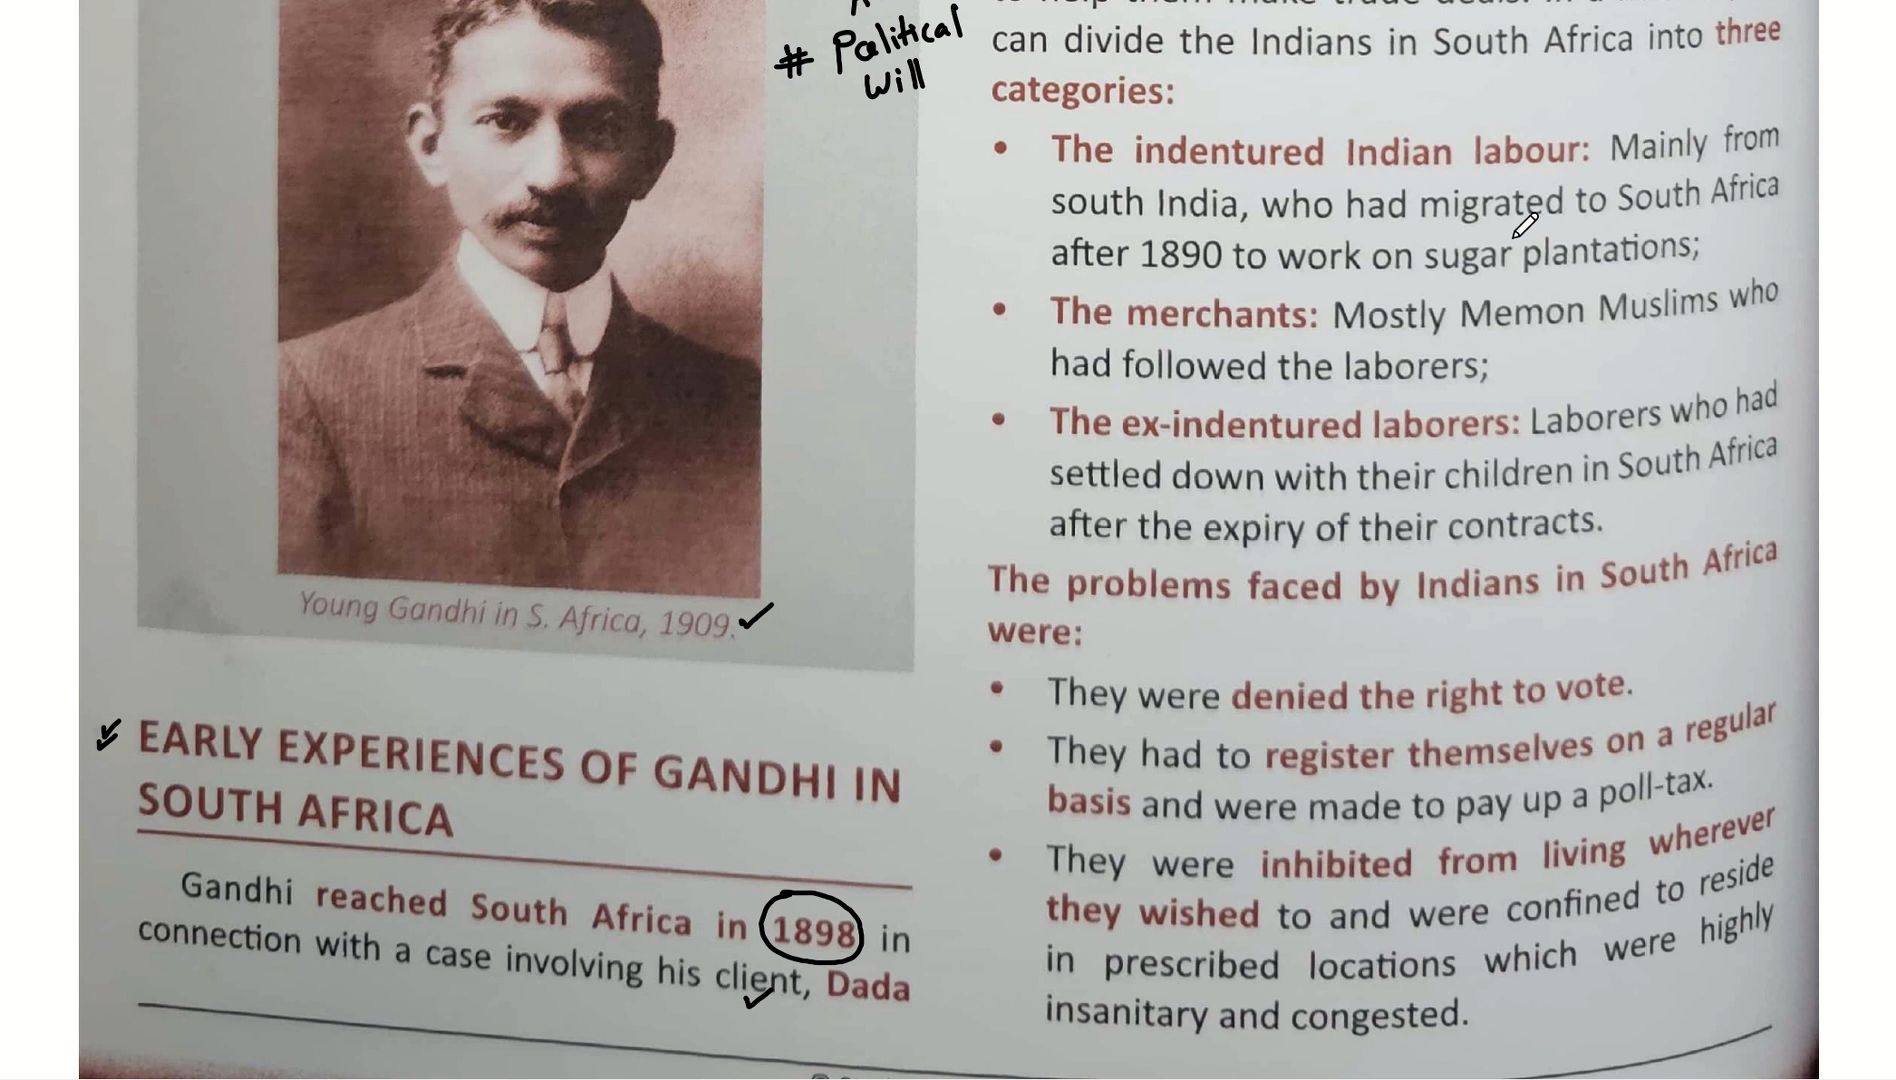 # Political
Will
Young Gandhi in S. Africa, 1909.
EARLY EXPERIENCES OF GANDHI IN
SOUTH AFRICA
Gandhi reached South Africa in 1898 in
connection with a case involving his client, Dada
can divide the Indians in South Africa into three
categories:
• The indentured Indian labour: Mainly from
south India, who had migrated to South Africa
after 1890 to work on sugar plantations;
• The merchants: Mostly Memon Muslims who
had followed the laborers;
• The ex-indentured laborers: Laborers who had
settled down with their children in South Africa
after the expiry of their contracts.
The problems faced by Indians in South Africa
were:
• They were denied the right to vote.
• They had to register themselves on a regular
basis and were made to pay up a poll-tax.
• They were inhibited from living wherever
they wished to and were confined to reside
in prescribed locations which were highly
insanitary and congested.